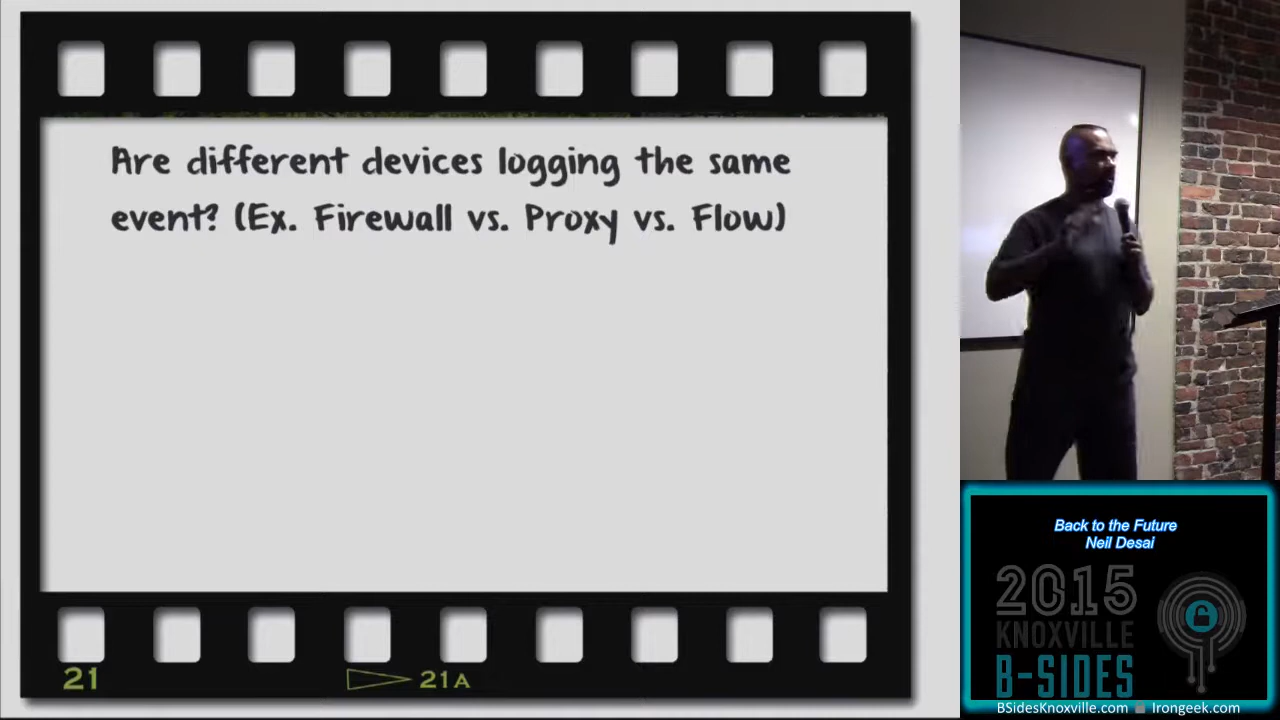 Are different devices logging the same
event? (Ex. Firewall vs. Proxy vs. Flow)
21
21A
Back to the Future
Neil Desai
2015
KNOXVILLE
B-SIDES
BSidesKnoxville.com Irongeek.com